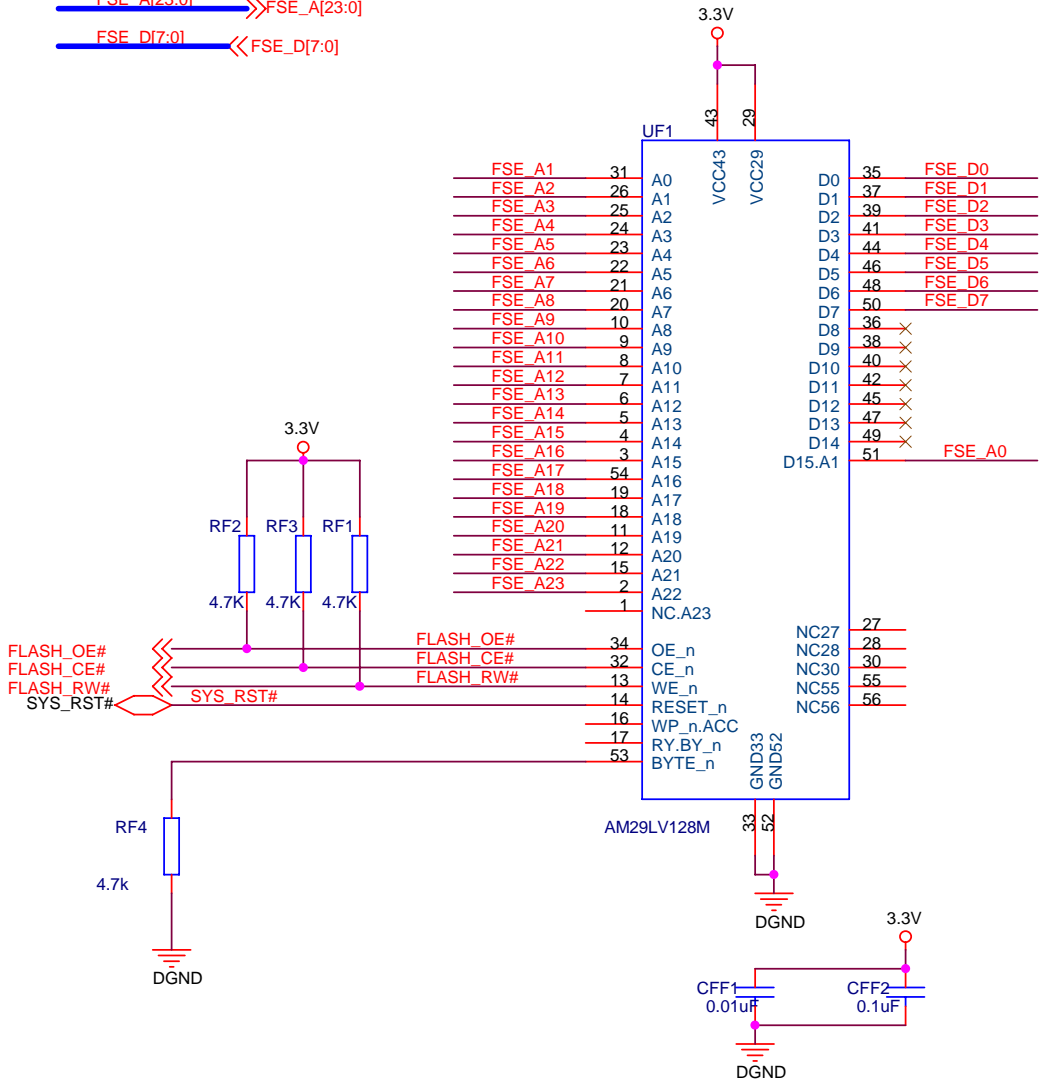 FSE_A[23:0]
FSE_A[23:0]
FSE_D[7:0]
FSE_D[7:0]
3.3V
43
29
UF1
VCC43
VCC29
FSE_A1 31 A0
FSE_A2 26 A1
FSE_A3 25 A2
FSE_A4 24 A3
FSE_A5 23 A4
FSE_A6 22 A5
FSE_A7 21 A6
FSE_A8 20 A7
FSE_A9 10 A8
FSE_A10 9 A9
FSE_A11 8 A10
FSE_A12 7 A11
FSE_A13 6 A12
FSE_A14 5 A13
FSE_A15 4 A14
FSE_A16 3 A15
FSE_A17 54 A16
FSE_A18 19 A17
FSE_A19 18 A18
FSE_A20 11 A19
FSE_A21 12 A20
FSE_A22 15 A21
FSE_A23 2 A22
1 NC.A23
D0 35 FSE_D0
D1 37 FSE_D1
D2 39 FSE_D2
D3 41 FSE_D3
D4 44 FSE_D4
D5 46 FSE_D5
D6 48 FSE_D6
D7 50 FSE_D7
D8 36
D9 38
D10 40
D11 42
D12 45
D13 47
D14 49
D15.A1 51 FSE_A0
3.3V
RF2 RF3 RF1
4.7K 4.7K 4.7K
FLASH_OE# FLASH_OE# 34 OE_n
FLASH_CE# FLASH_CE# 32 CE_n
FLASH_RW# FLASH_RW# 13 WE_n
SYS_RST# SYS_RST# 14 RESET_n
16 WP_n.ACC
17 RY.BY_n
53 BYTE_n
NC27 27
NC28 28
NC30 30
NC55 55
NC56 56
GND33
GND52
33
52
AM29LV128M
RF4
4.7k
DGND
DGND
3.3V
CFF1 CFF2
0.01uF 0.1uF
DGND